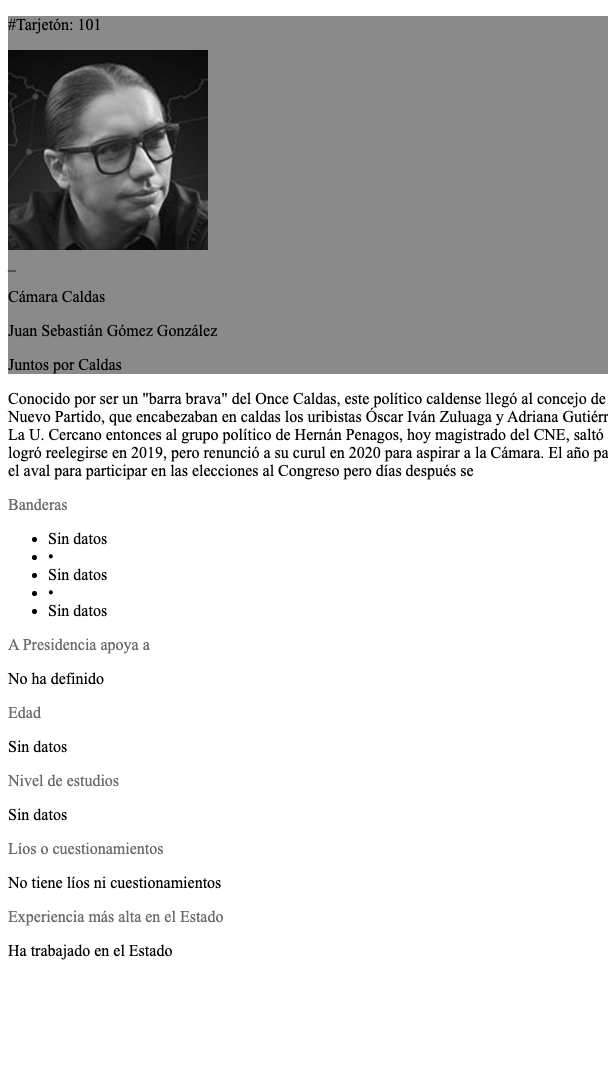 #Tarjetón: 101
_
Cámara Caldas
Juan Sebastián Gómez González
Juntos por Caldas
Conocido por ser un "barra brava" del Once Caldas, este político caldense llegó al concejo de
Nuevo Partido, que encabezaban en caldas los uribistas Óscar Iván Zuluaga y Adriana Gutiérr
La U. Cercano entonces al grupo político de Hernán Penagos, hoy magistrado del CNE, saltó
logró reelegirse en 2019, pero renunció a su curul en 2020 para aspirar a la Cámara. El año pa
el aval para participar en las elecciones al Congreso pero días después se
Banderas
• Sin datos
• •
• Sin datos
• •
• Sin datos
A Presidencia apoya a
No ha definido
Edad
Sin datos
Nivel de estudios
Sin datos
Líos o cuestionamientos
No tiene líos ni cuestionamientos
Experiencia más alta en el Estado
Ha trabajado en el Estado